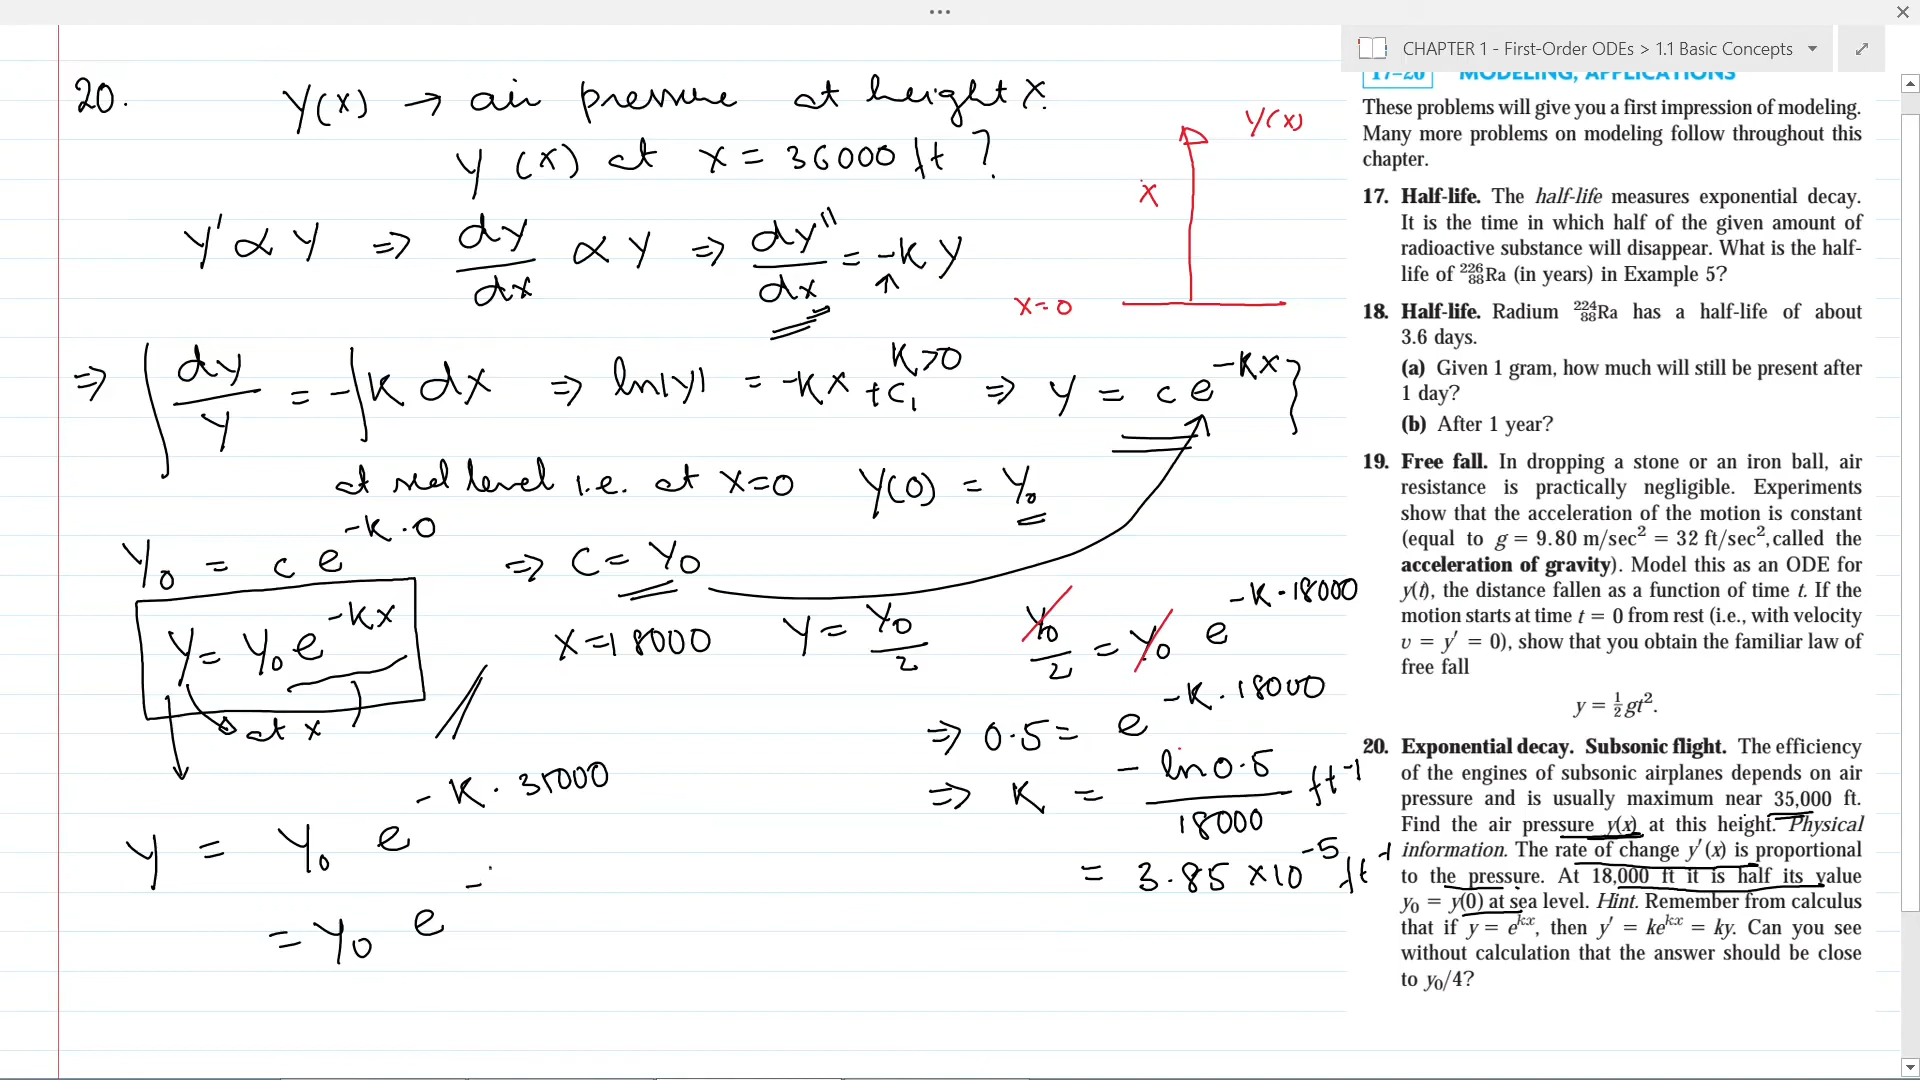 CHAPTER 1 - First-Order ODEs > 1.1 Basic Concepts
17–20 MODELING, APPLICATIONS
These problems will give you a first impression of modeling.
Many more problems on modeling follow throughout this
chapter.
17. Half-life. The half-life measures exponential decay.
It is the time in which half of the given amount of
radioactive substance will disappear. What is the half-
life of ²²⁶₈₈Ra (in years) in Example 5?
18. Half-life. Radium ²²⁴₈₈Ra has a half-life of about
3.6 days.
(a) Given 1 gram, how much will still be present after
1 day?
(b) After 1 year?
19. Free fall. In dropping a stone or an iron ball, air
resistance is practically negligible. Experiments
show that the acceleration of the motion is constant
(equal to g = 9.80 m/sec² = 32 ft/sec², called the
acceleration of gravity). Model this as an ODE for
y(t), the distance fallen as a function of time t. If the
motion starts at time t = 0 from rest (i.e., with velocity
v = y′ = 0), show that you obtain the familiar law of
free fall
y = ½gt².
20. Exponential decay. Subsonic flight. The efficiency
of the engines of subsonic airplanes depends on air
pressure and is usually maximum near 35,000 ft.
Find the air pressure y(x) at this height. Physical
information. The rate of change y′(x) is proportional
to the pressure. At 18,000 ft it is half its value
y₀ = y(0) at sea level. Hint. Remember from calculus
that if y = e^kx, then y′ = ke^kx = ky. Can you see
without calculation that the answer should be close
to y₀/4?
20. y(x) → air pressure at height x.
y(x) at x = 36000 ft ?
y(x)
x
x=0
y' ∝ y ⇒ dy/dx ∝ y ⇒ dy/dx = -K y
K>0
⇒ ∫ dy/y = -∫ K dx ⇒ ln|y| = -Kx + C₁ ⇒ y = c e^-Kx }
at sea level i.e. at x=0 y(0) = y₀
y₀ = c e^-K.0 ⇒ C = y₀
y = y₀ e^-Kx
at x
x=18000 y = y₀/2 y₀/2 = y₀ e^-K.18000
⇒ 0.5 = e^-K.18000
⇒ K = - ln 0.5/18000 ft⁻¹
= 3.85 ×10⁻⁵ ft⁻¹
y = y₀ e^-K.35000
= y₀ e^-